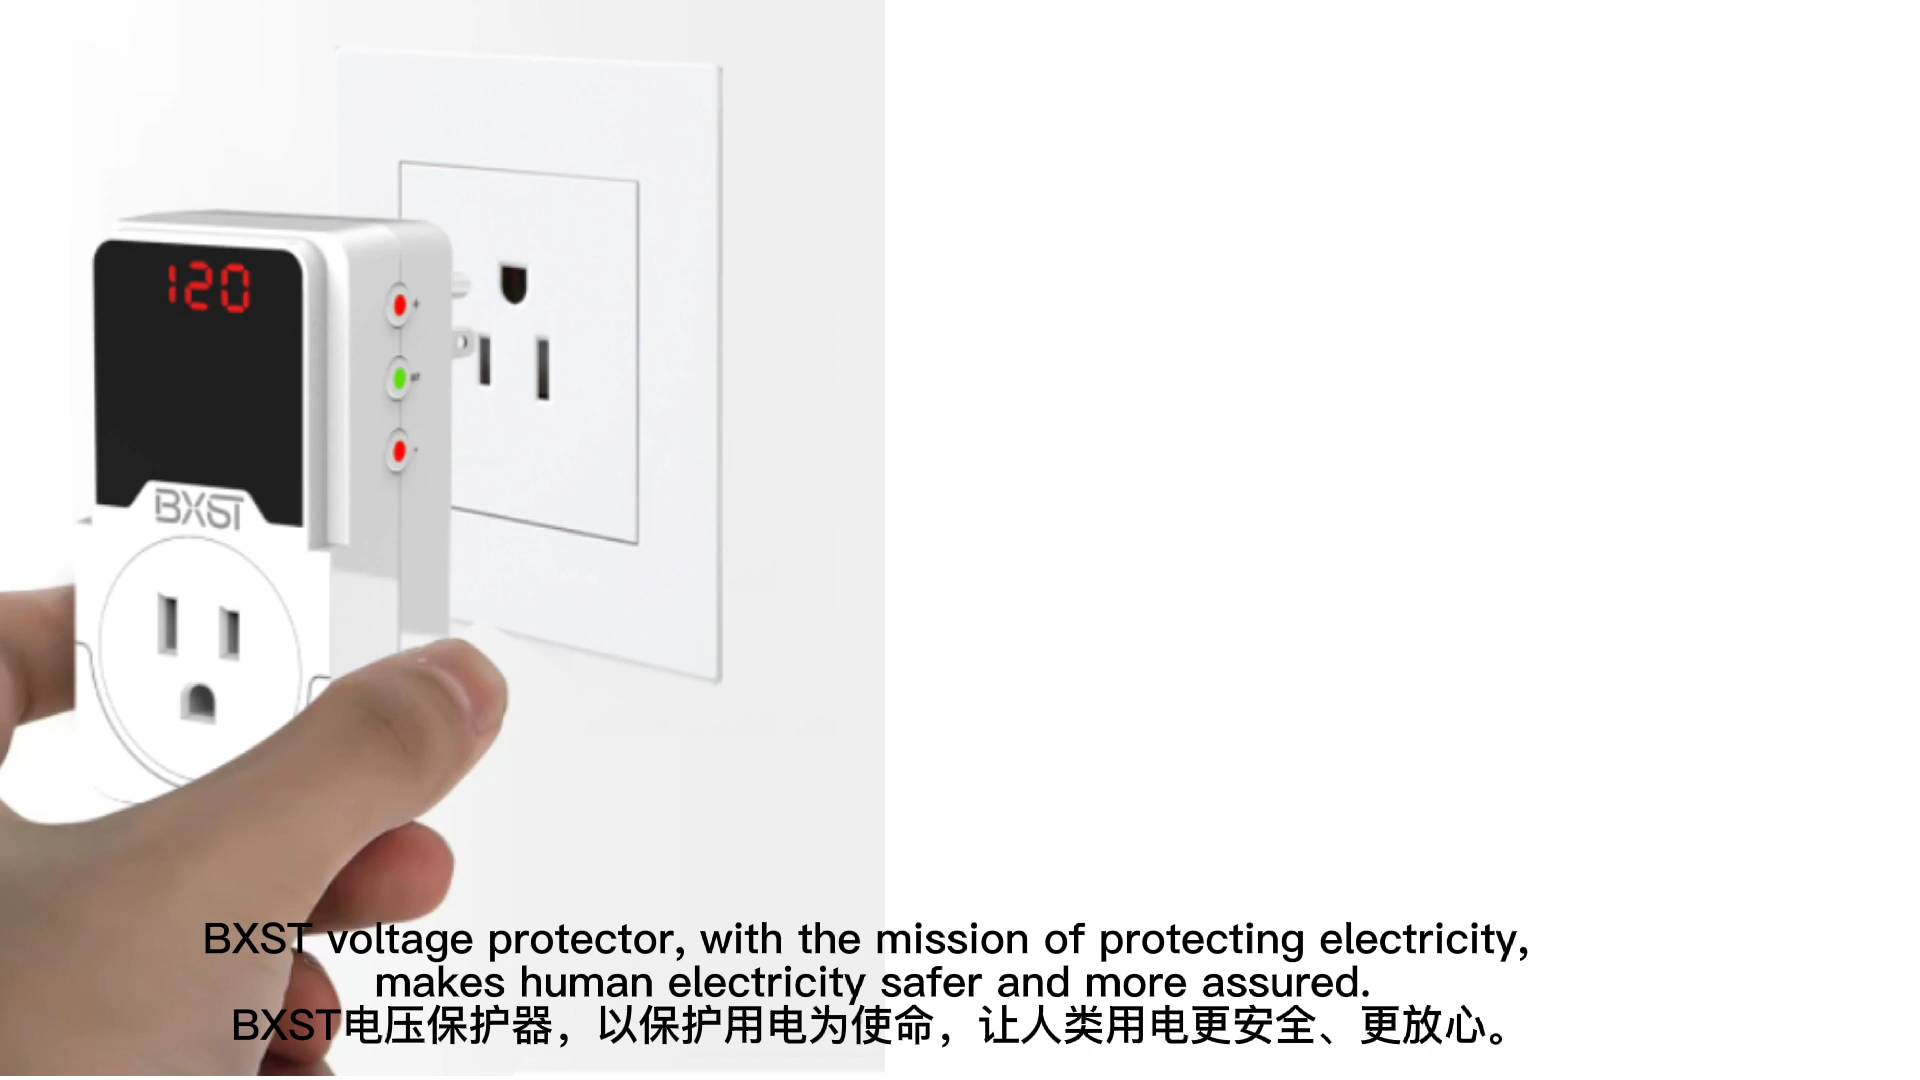 120
BXST
BXST voltage protector, with the mission of protecting electricity,
makes human electricity safer and more assured.
BXST电压保护器，以保护用电为使命，让人类用电更安全、更放心。